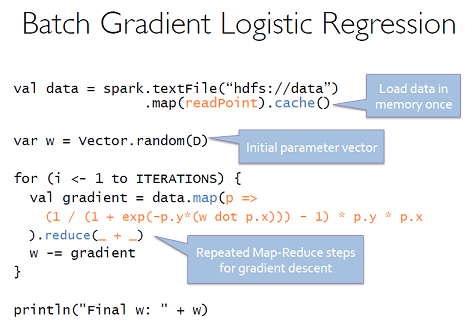 Batch Gradient Logistic Regression
val data = spark.textFile(“hdfs://data”)
.map(readPoint).cache()
Load data in
memory once
var w = Vector.random(D)
Initial parameter vector
for (i <- 1 to ITERATIONS) {
val gradient = data.map(p =>
(1 / (1 + exp(-p.y*(w dot p.x))) - 1) * p.y * p.x
).reduce(_ + _)
Repeated Map-Reduce steps
for gradient descent
w -= gradient
}
println("Final w: " + w)